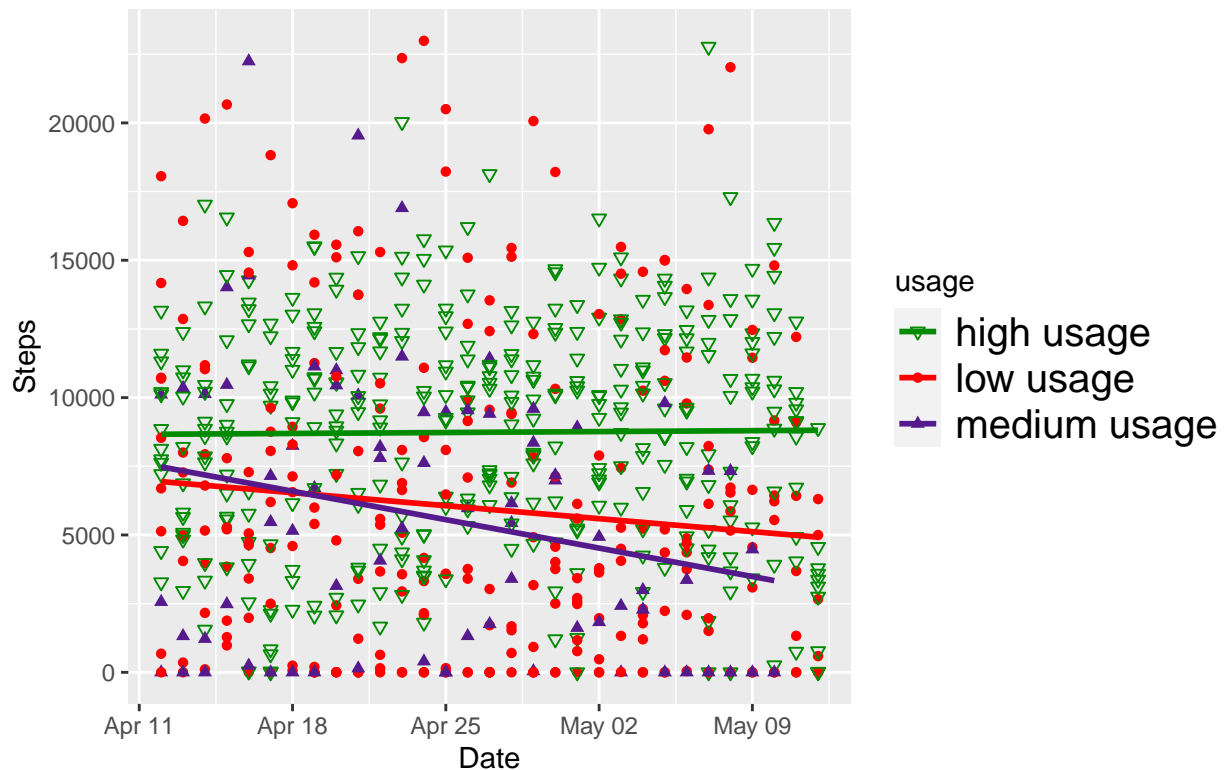 20000
15000
10000
5000
0
Steps
Apr 11
Apr 18
Apr 25
May 02
May 09
Date
usage
high usage
low usage
medium usage